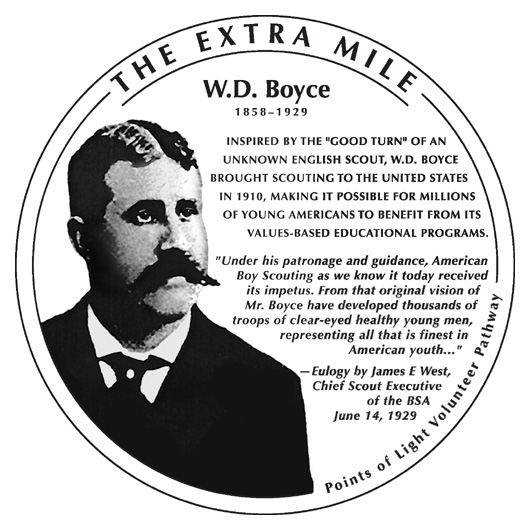 THE EXTRA MILE
W.D. Boyce
1858–1929
INSPIRED BY THE "GOOD TURN" OF AN
UNKNOWN ENGLISH SCOUT, W.D. BOYCE
BROUGHT SCOUTING TO THE UNITED STATES
IN 1910, MAKING IT POSSIBLE FOR MILLIONS
OF YOUNG AMERICANS TO BENEFIT FROM ITS
VALUES-BASED EDUCATIONAL PROGRAMS.
"Under his patronage and guidance, American
Boy Scouting as we know it today received
its impetus. From that original vision of
Mr. Boyce have developed thousands of
troops of clear-eyed healthy young men,
representing all that is finest in
American youth..."
—Eulogy by James E West,
Chief Scout Executive
of the BSA
June 14, 1929
Points of Light Volunteer Pathway